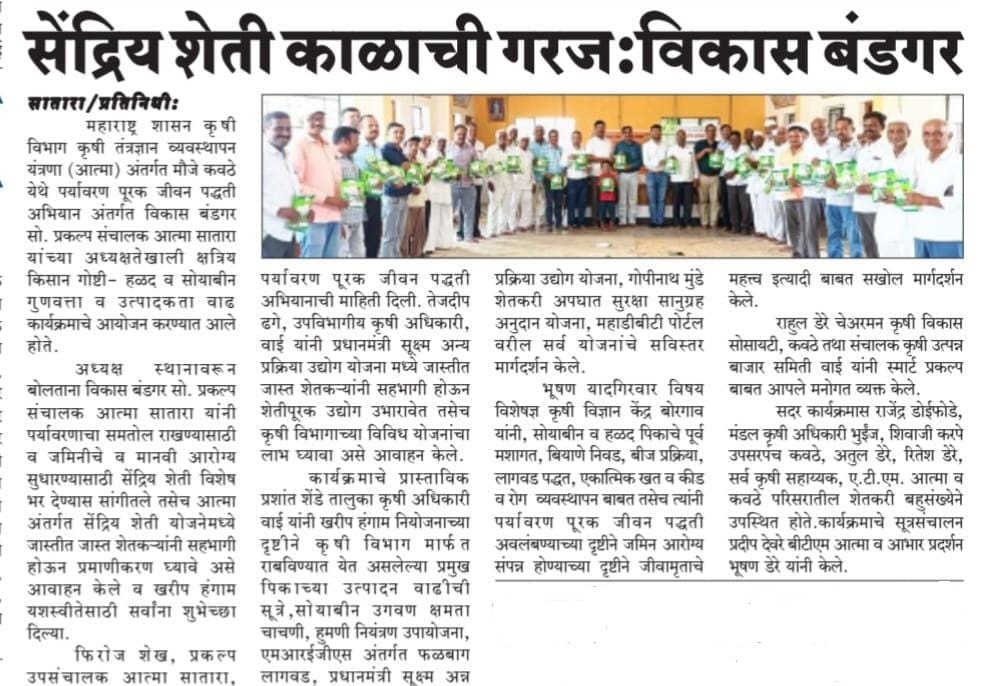 सेंद्रिय शेती काळाची गरज:विकास बंडगर
सातारा/प्रतिनिधी:
महाराष्ट्र शासन कृषी
विभाग कृषी तंत्रज्ञान व्यवस्थापन
यंत्रणा (आत्मा) अंतर्गत मौजे कवठे
येथे पर्यावरण पूरक जीवन पद्धती
अभियान अंतर्गत विकास बंडगर
सो. प्रकल्प संचालक आत्मा सातारा
यांच्या अध्यक्षतेखाली क्षत्रिय
किसान गोष्टी- हळद व सोयाबीन
गुणवत्ता व उत्पादकता वाढ
कार्यक्रमाचे आयोजन करण्यात आले
होते.
अध्यक्ष स्थानावरून
बोलताना विकास बंडगर सो. प्रकल्प
संचालक आत्मा सातारा यांनी
पर्यावरणाचा समतोल राखण्यासाठी
व जमिनीचे व मानवी आरोग्य
सुधारण्यासाठी सेंद्रिय शेती विशेष
भर देण्यास सांगीतले तसेच आत्मा
अंतर्गत सेंद्रिय शेती योजनेमध्ये
जास्तीत जास्त शेतकऱ्यांनी सहभागी
होऊन प्रमाणीकरण घ्यावे असे
आवाहन केले व खरीप हंगाम
यशस्वीतेसाठी सर्वांना शुभेच्छा
दिल्या.
फिरोज शेख, प्रकल्प
उपसंचालक आत्मा सातारा,
पर्यावरण पूरक जीवन पद्धती
अभियानाची माहिती दिली. तेजदीप
ढगे, उपविभागीय कृषी अधिकारी,
वाई यांनी प्रधानमंत्री सूक्ष्म अन्य
प्रक्रिया उद्योग योजना मध्ये जास्तीत
जास्त शेतकऱ्यांनी सहभागी होऊन
शेतीपूरक उद्योग उभारावेत तसेच
कृषी विभागाच्या विविध योजनांचा
लाभ घ्यावा असे आवाहन केले.
कार्यक्रमाचे प्रास्ताविक
प्रशांत शेंडे तालुका कृषी अधिकारी
वाई यांनी खरीप हंगाम नियोजनाच्या
दृष्टीने कृषी विभाग मार्फत
राबविण्यात येत असलेल्या प्रमुख
पिकाच्या उत्पादन वाढीची
सूत्रे,सोयाबीन उगवण क्षमता
चाचणी, हुमणी नियंत्रण उपायोजना,
एमआरईजीएस अंतर्गत फळबाग
लागवड, प्रधानमंत्री सूक्ष्म अन्न
प्रक्रिया उद्योग योजना, गोपीनाथ मुंडे
शेतकरी अपघात सुरक्षा सानुग्रह
अनुदान योजना, महाडीबीटी पोर्टल
वरील सर्व योजनांचे सविस्तर
मार्गदर्शन केले.
भूषण यादगिरवार विषय
विशेषज्ञ कृषी विज्ञान केंद्र बोरगाव
यांनी, सोयाबीन व हळद पिकाचे पूर्व
मशागत, बियाणे निवड, बीज प्रक्रिया,
लागवड पद्धत, एकात्मिक खत व कीड
व रोग व्यवस्थापन बाबत तसेच त्यांनी
पर्यावरण पूरक जीवन पद्धती
अवलंबण्याच्या दृष्टीने जमिन आरोग्य
संपन्न होण्याच्या दृष्टीने जीवामृताचे
महत्त्व इत्यादी बाबत सखोल मार्गदर्शन
केले.
राहुल डेरे चेअरमन कृषी विकास
सोसायटी, कवठे तथा संचालक कृषी उत्पन्न
बाजार समिती वाई यांनी स्मार्ट प्रकल्प
बाबत आपले मनोगत व्यक्त केले.
सदर कार्यक्रमास राजेंद्र डोईफोडे,
मंडल कृषी अधिकारी भुईंज, शिवाजी करपे
उपसरपंच कवठे, अतुल डेरे, रितेश डेरे,
सर्व कृषी सहाय्यक, ए.टी.एम. आत्मा व
कवठे परिसरातील शेतकरी बहुसंख्येने
उपस्थित होते.कार्यक्रमाचे सूत्रसंचालन
प्रदीप देवरे बीटीएम आत्मा व आभार प्रदर्शन
भूषण डेरे यांनी केले.